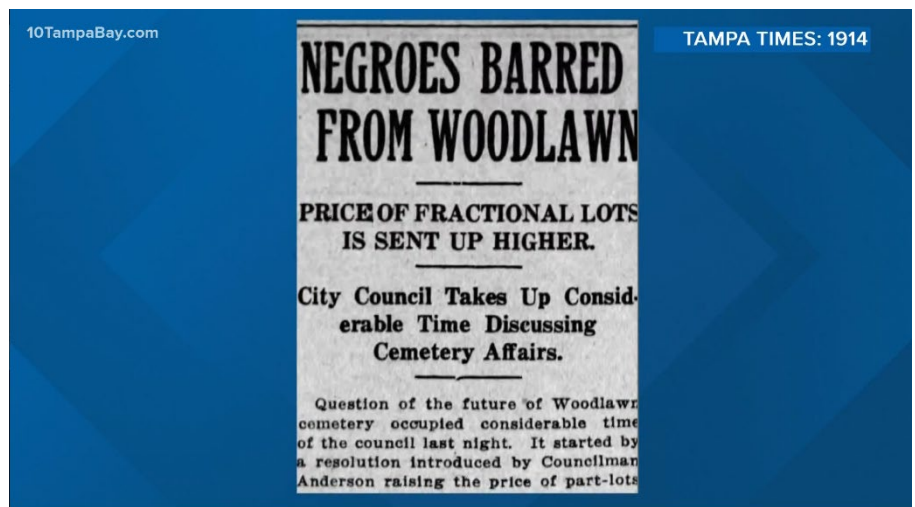 10TampaBay.com
TAMPA TIMES: 1914
NEGROES BARRED
FROM WOODLAWN
PRICE OF FRACTIONAL LOTS
IS SENT UP HIGHER.
City Council Takes Up Consid-
erable Time Discussing
Cemetery Affairs.
Question of the future of Woodlawn
cemetery occupied considerable time
of the council last night. It started by
a resolution introduced by Councilman
Anderson raising the price of part-lots